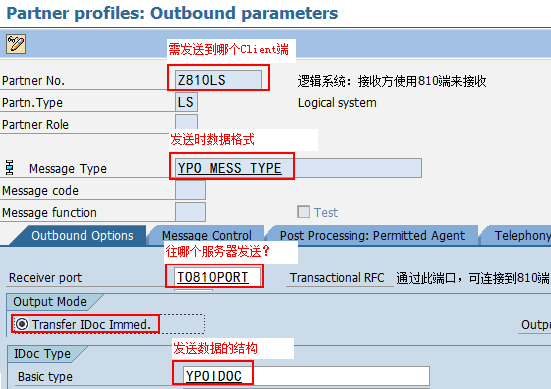 Partner profiles: Outbound parameters
需发送到哪个Client端
Partner No. Z810LS 逻辑系统：接收方使用810端来接收
Partn.Type LS Logical system
Partner Role
发送时数据格式
Message Type YPO_MESS_TYPE
Message code
Message function Test
Outbound Options Message Control Post Processing: Permitted Agent Telephony
往哪个服务器发送？
Receiver port TO810PORT Transactional RFC 通过此端口，可连接到810端
Output Mode
Transfer IDoc Immed. Outpu
发送数据的结构
IDoc Type
Basic type YPOIDOC